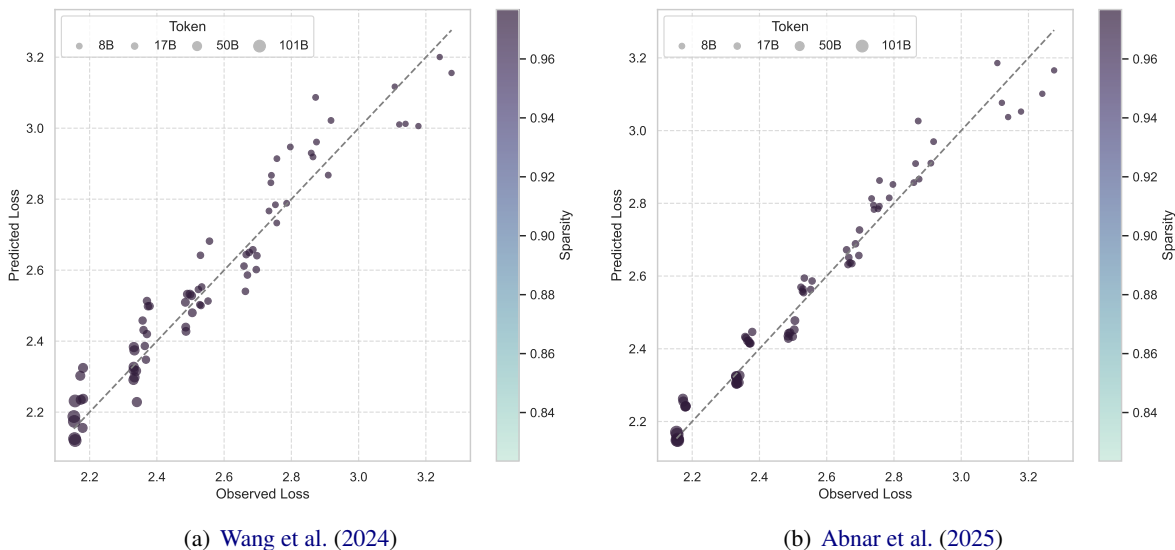 Token
8B 17B 50B 101B
3.2
3.0
2.8
2.6
2.4
2.2
Predicted Loss
2.2 2.4 2.6 2.8 3.0 3.2
Observed Loss
0.96
0.94
0.92
0.90
0.88
0.86
0.84
Sparsity
(a) Wang et al. (2024)
Token
8B 17B 50B 101B
3.2
3.0
2.8
2.6
2.4
2.2
Predicted Loss
2.2 2.4 2.6 2.8 3.0 3.2
Observed Loss
0.96
0.94
0.92
0.90
0.88
0.86
0.84
Sparsity
(b) Abnar et al. (2025)